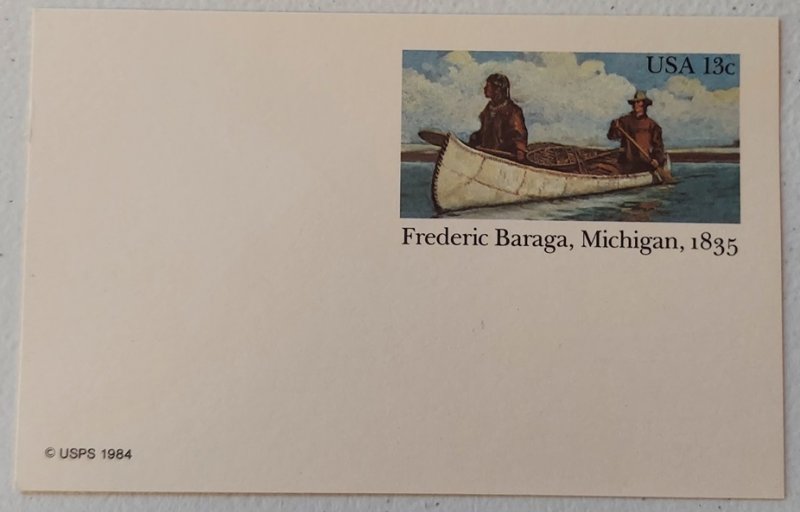 USA 13c
Frederic Baraga, Michigan, 1835
© USPS 1984